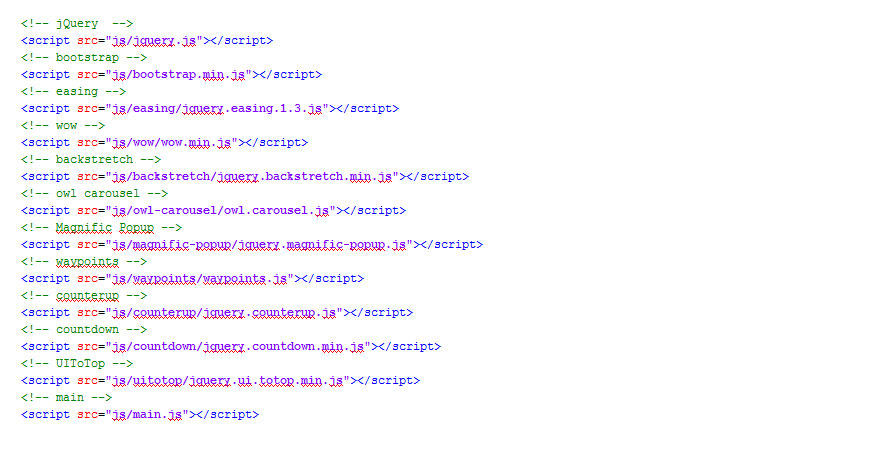 <!-- jQuery  -->
<script src="js/jquery.js"></script>
<!-- bootstrap -->
<script src="js/bootstrap.min.js"></script>
<!-- easing -->
<script src="js/easing/jquery.easing.1.3.js"></script>
<!-- wow -->
<script src="js/wow/wow.min.js"></script>
<!-- backstretch -->
<script src="js/backstretch/jquery.backstretch.min.js"></script>
<!-- owl carousel -->
<script src="js/owl-carousel/owl.carousel.js"></script>
<!-- Magnific Popup -->
<script src="js/magnific-popup/jquery.magnific-popup.js"></script>
<!-- waypoints -->
<script src="js/waypoints/waypoints.js"></script>
<!-- counterup -->
<script src="js/counterup/jquery.counterup.js"></script>
<!-- countdown -->
<script src="js/countdown/jquery.countdown.min.js"></script>
<!-- UIToTop -->
<script src="js/uitotop/jquery.ui.totop.min.js"></script>
<!-- main -->
<script src="js/main.js"></script>